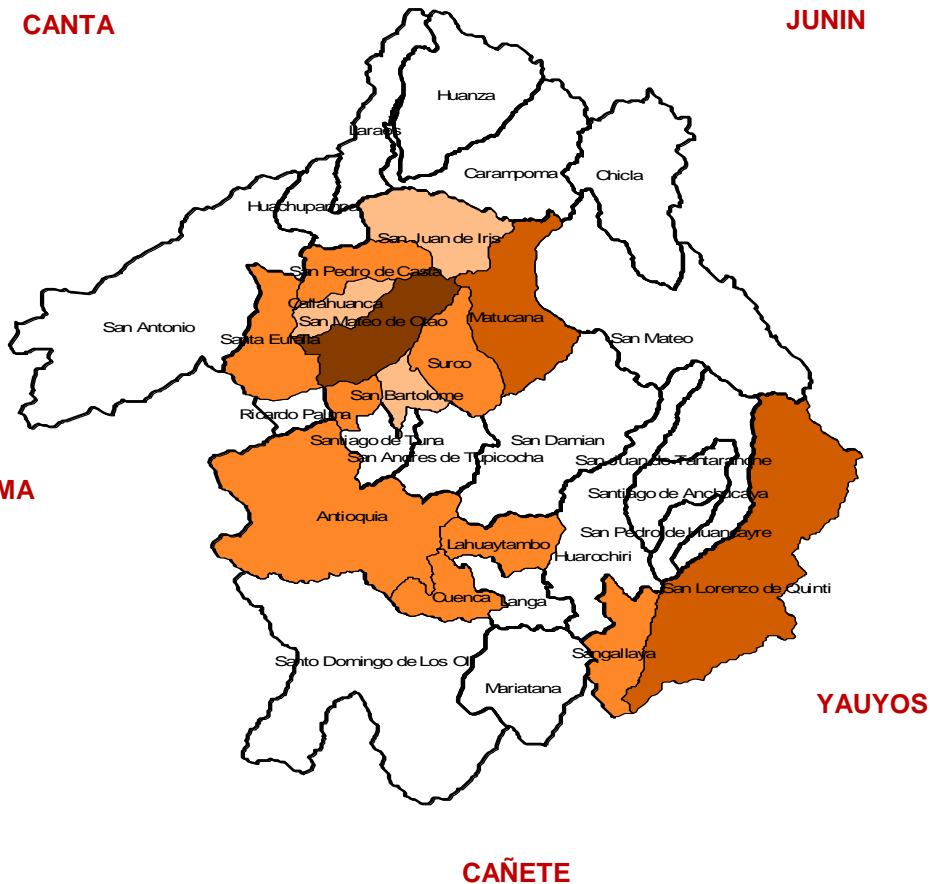 CANTA
JUNIN
Huanza
Laraos
Carampoma
Chicla
Huachupampa
San Juan de Iris
San Pedro de Casta
Callahuanca
San Mateo de Otao
Matucana
San Antonio
Santa Eulalia
San Mateo
Surco
San Bartolome
Ricardo Palma
Santiago de Tuna
San Damian
San Andres de Tupicocha
San Juan de Tantaranche
MA
Santiago de Anchucaya
Antioquia
San Pedro de Huancayre
Lahuaytambo
Huarochiri
San Lorenzo de Quinti
Cuenca
Langa
Sangallaya
Santo Domingo de Los Oll
Mariatana
YAUYOS
CAÑETE